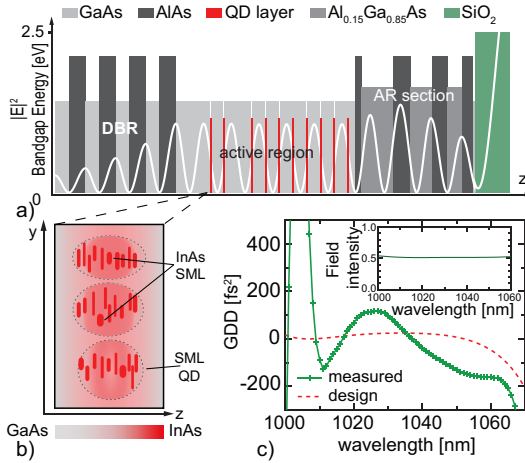 GaAs AlAs QD layer Al0.15Ga0.85As SiO2
2.5
|E|2
Bandgap Energy [eV]
0
DBR
active region
AR section
z
a)
y
InAs
SML
SML
QD
z
GaAs InAs
b)
400
200
0
-200
GDD [fs2]
1.0
0.5
0.0
Field
intensity
1000 1020 1040 1060
wavelength [nm]
measured
design
1000 1020 1040 1060
wavelength [nm]
c)